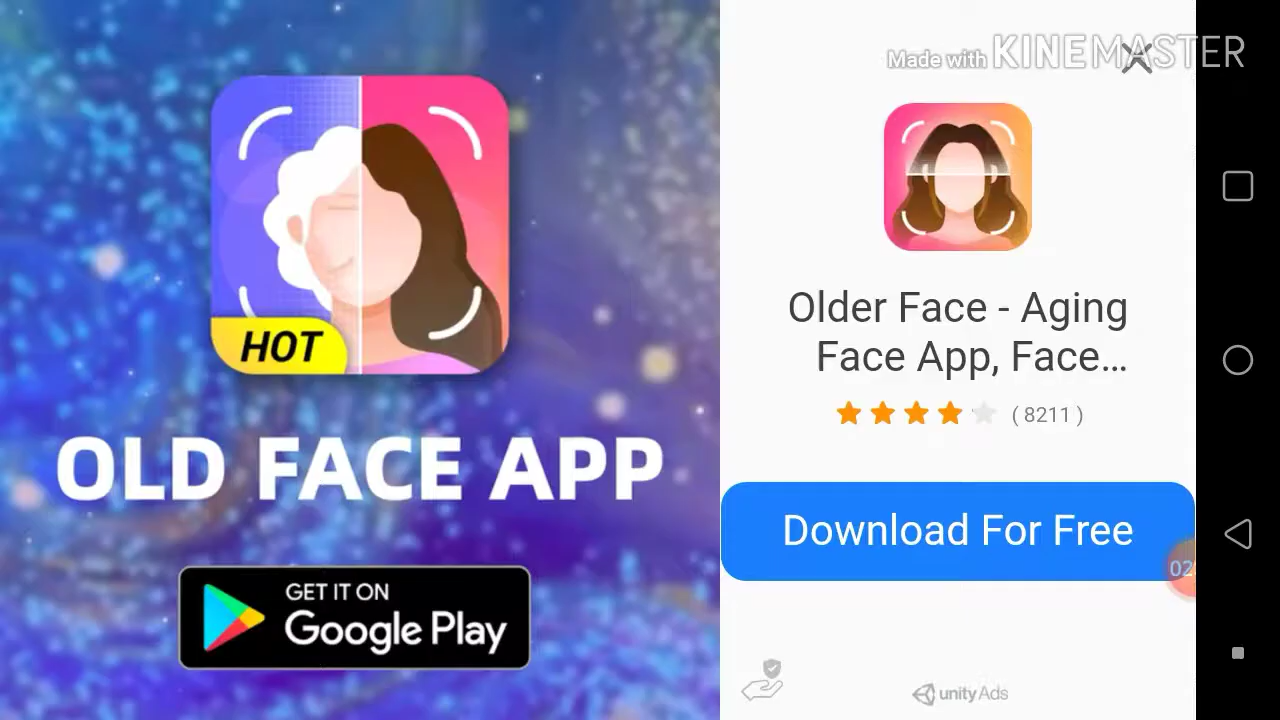 HOT
OLD FACE APP
GET IT ON
Google Play
Made with KINEMASTER
Older Face - Aging
Face App, Face...
( 8211 )
Download For Free
02
unity Ads